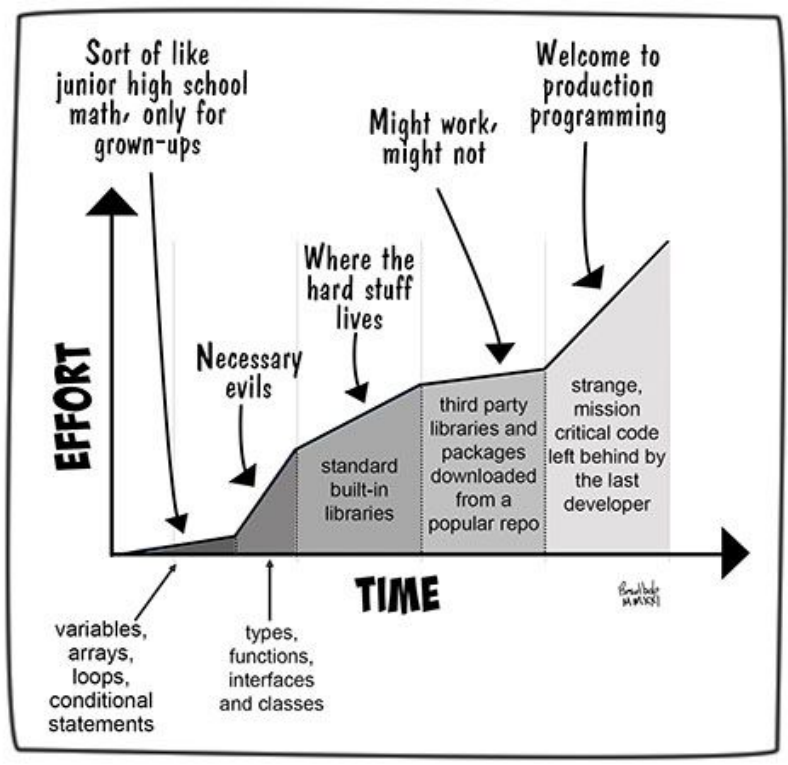 Sort of like
junior high school
math, only for
grown-ups
Welcome to
production
programming
Might work,
might not
Where the
hard stuff
lives
Necessary
evils
EFFORT
standard
built-in
libraries
third party
libraries and
packages
downloaded
from a
popular repo
strange,
mission
critical code
left behind by
the last
developer
TIME
MMXXI
variables,
arrays,
loops,
conditional
statements
types,
functions,
interfaces
and classes